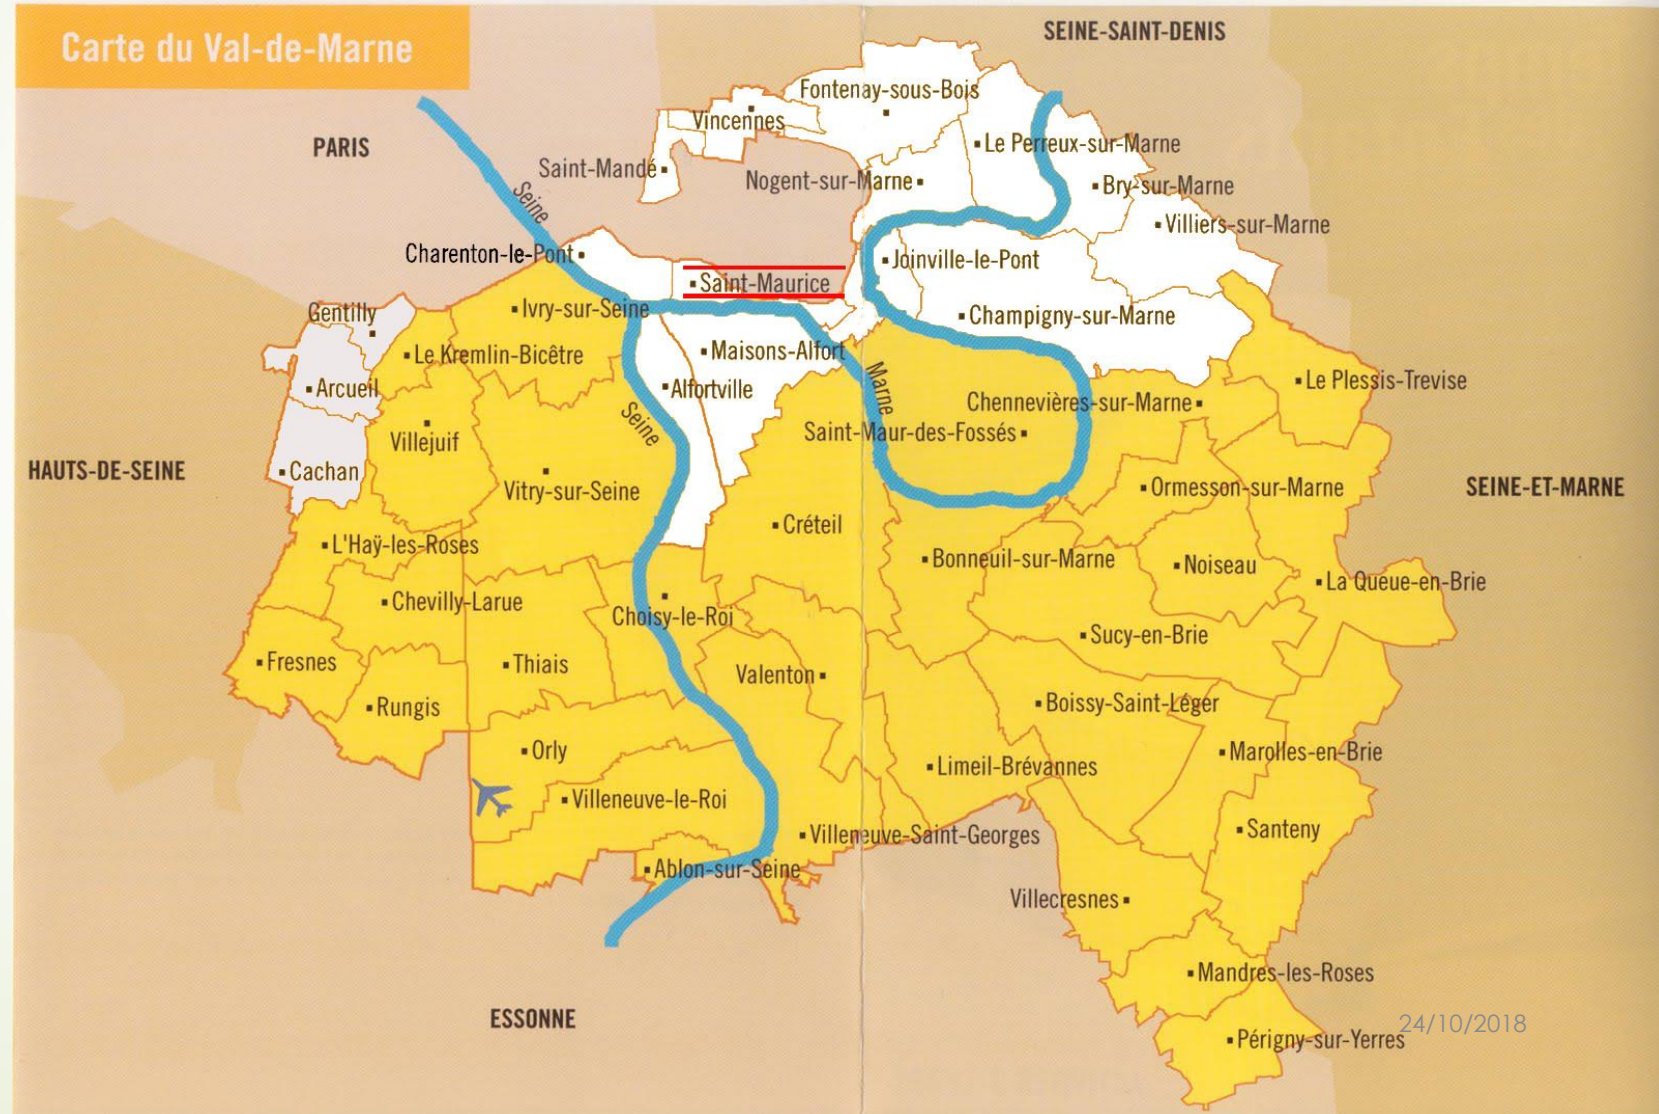 Carte du Val-de-Marne
SEINE-SAINT-DENIS
PARIS
Fontenay-sous-Bois
Vincennes
Le Perreux-sur-Marne
Saint-Mandé
Nogent-sur-Marne
Bry-sur-Marne
Seine
Villiers-sur-Marne
Charenton-le-Pont
Joinville-le-Pont
Saint-Maurice
Gentilly
Ivry-sur-Seine
Champigny-sur-Marne
Le Kremlin-Bicêtre
Maisons-Alfort
Arcueil
Alfortville
Marne
Le Plessis-Trevise
Chennevières-sur-Marne
Seine
Villejuif
Saint-Maur-des-Fossés
HAUTS-DE-SEINE
Cachan
Vitry-sur-Seine
Ormesson-sur-Marne
SEINE-ET-MARNE
Créteil
L'Haÿ-les-Roses
Bonneuil-sur-Marne
Noiseau
La Queue-en-Brie
Chevilly-Larue
Choisy-le-Roi
Sucy-en-Brie
Fresnes
Thiais
Valenton
Rungis
Boissy-Saint-Léger
Orly
Marolles-en-Brie
Limeil-Brévannes
Villeneuve-le-Roi
Villeneuve-Saint-Georges
Santeny
Ablon-sur-Seine
Villecresnes
Mandres-les-Roses
ESSONNE
24/10/2018
Périgny-sur-Yerres